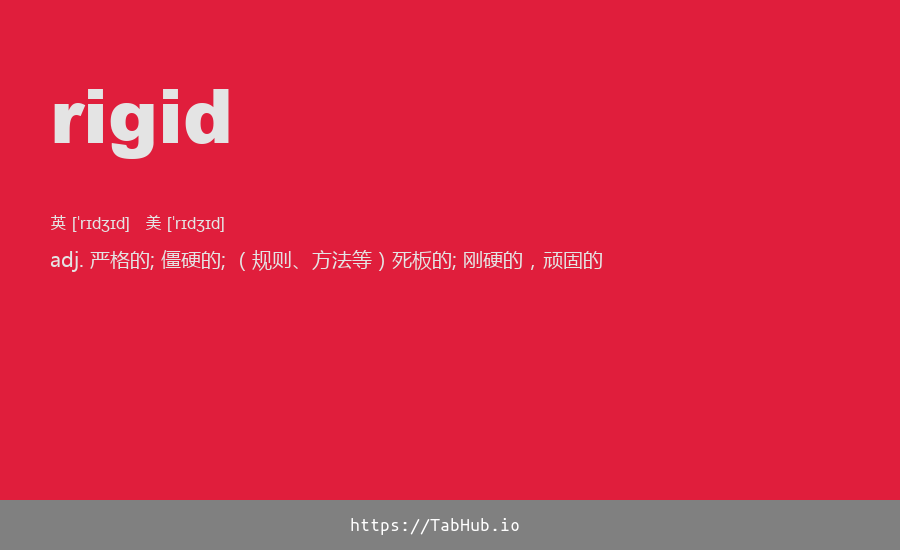 rigid
英 [ˈrɪdʒɪd] 美 [ˈrɪdʒɪd]
adj. 严格的; 僵硬的; （规则、方法等）死板的; 刚硬的，顽固的
https://TabHub.io